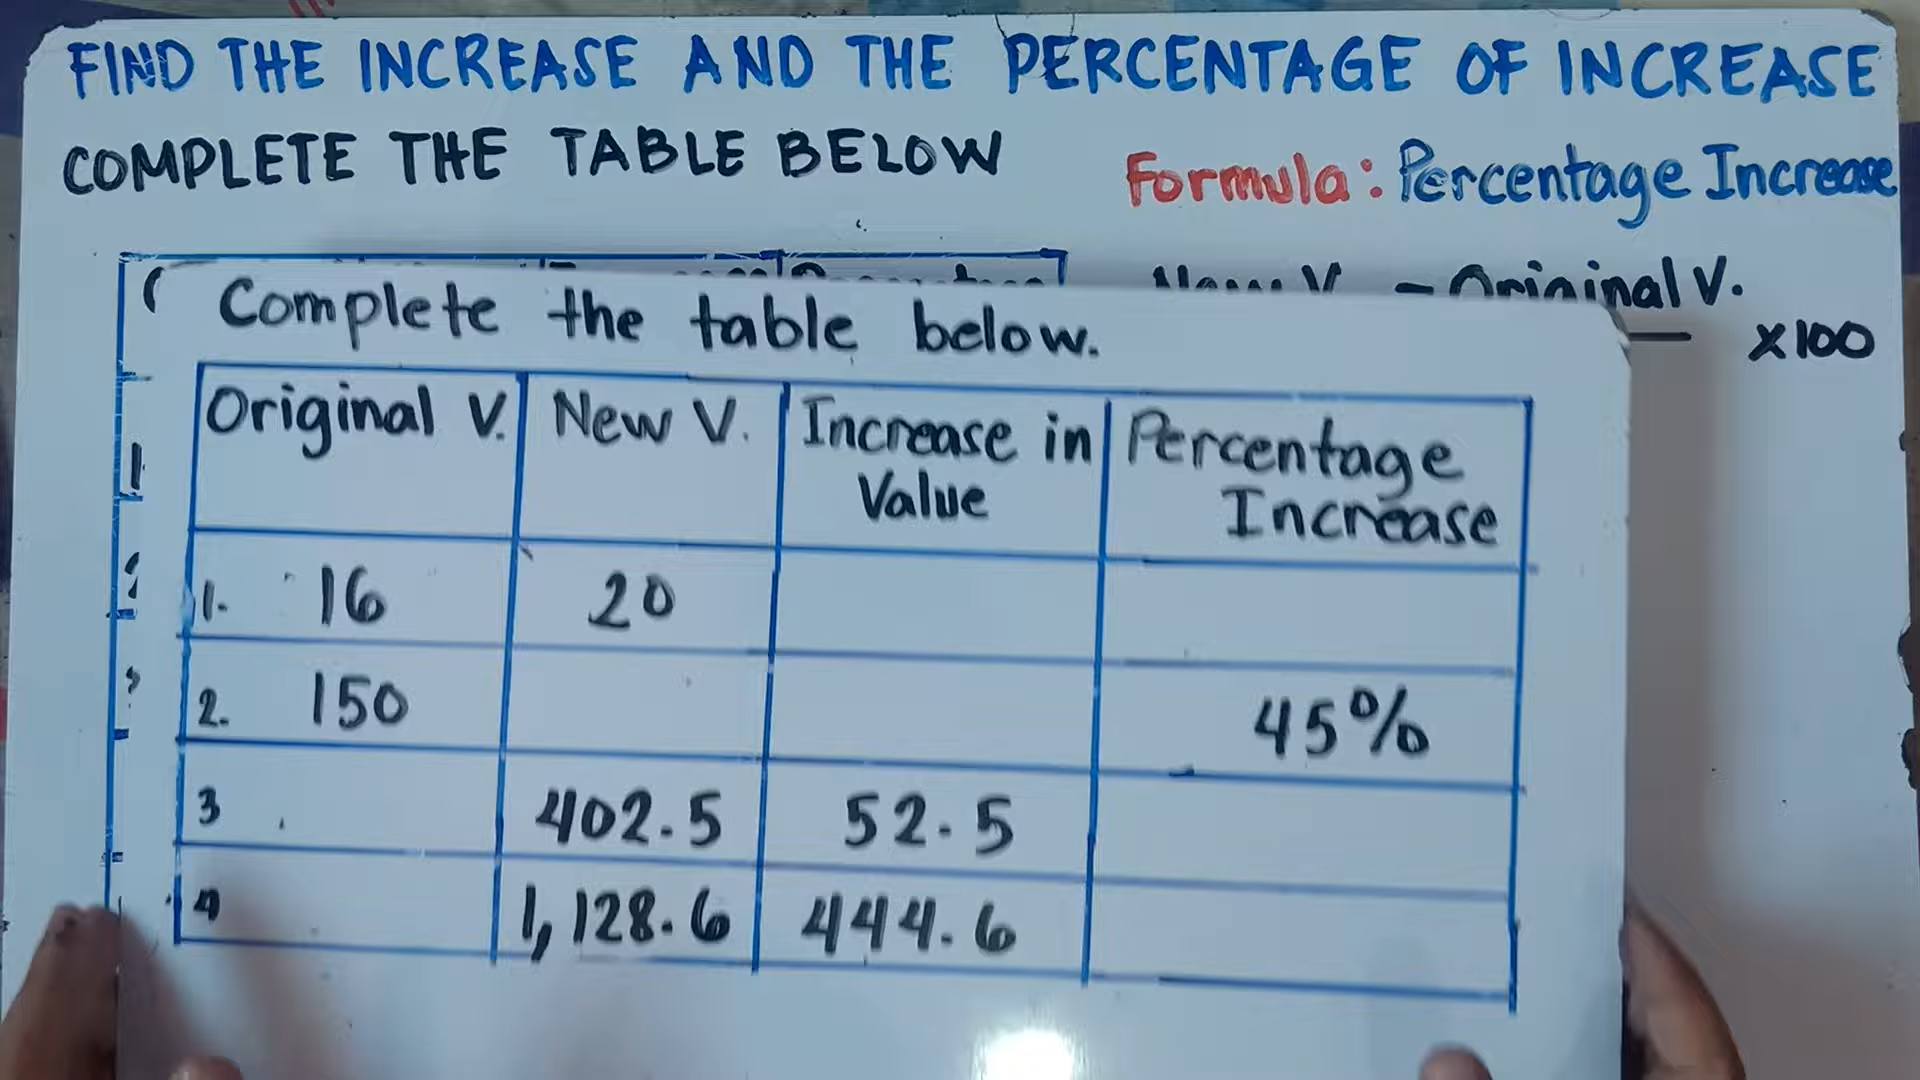 FIND THE INCREASE AND THE PERCENTAGE OF INCREASE
COMPLETE THE TABLE BELOW
Formula: Percentage Increase
- Original V.
x100
Complete the table below.
Original V. New V. Increase in Value Percentage Increase
1. 16 20
2. 150 45%
3 402.5 52.5
4 1,128.6 444.6